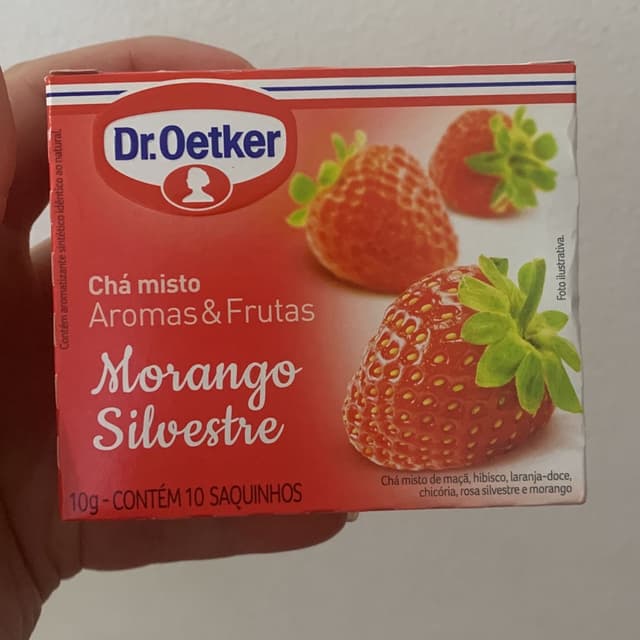 Dr.Oetker
Chá misto
Aromas & Frutas
Morango
Silvestre
10g - CONTÉM 10 SAQUINHOS
Contém aromatizante sintético idêntico ao natural.
Foto ilustrativa.
Chá misto de maçã, hibisco, laranja-doce,
chicória, rosa silvestre e morango